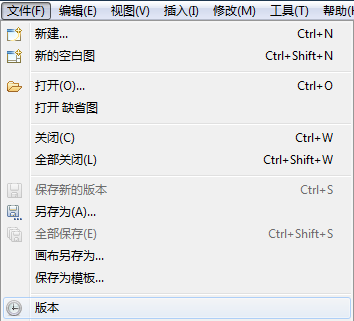 文件(F) 编辑(E) 视图(V) 插入(I) 修改(M) 工具(T) 帮助(
新建... Ctrl+N
新的空白图 Ctrl+Shift+N
打开(O)... Ctrl+O
打开 缺省图
关闭(C) Ctrl+W
全部关闭(L) Ctrl+Shift+W
保存新的版本 Ctrl+S
另存为(A)...
全部保存(E) Ctrl+Shift+S
画布另存为...
保存为模板...
版本